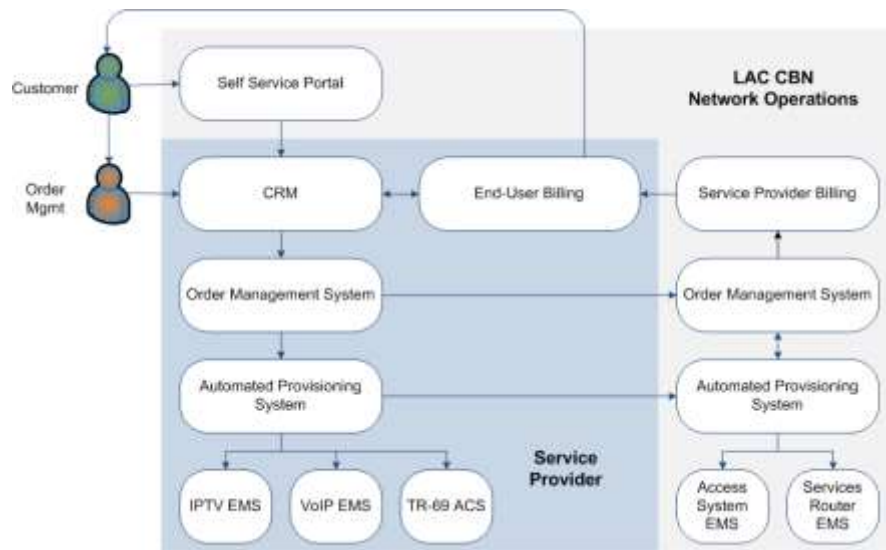 Customer
Self Service Portal
LAC CBN
Network Operations
Order
Mgmt
CRM
End-User Billing
Service Provider Billing
Order Management System
Order Management System
Automated Provisioning
System
Automated Provisioning
System
Service
Provider
IPTV EMS
VoIP EMS
TR-69 ACS
Access
System
EMS
Services
Router
EMS